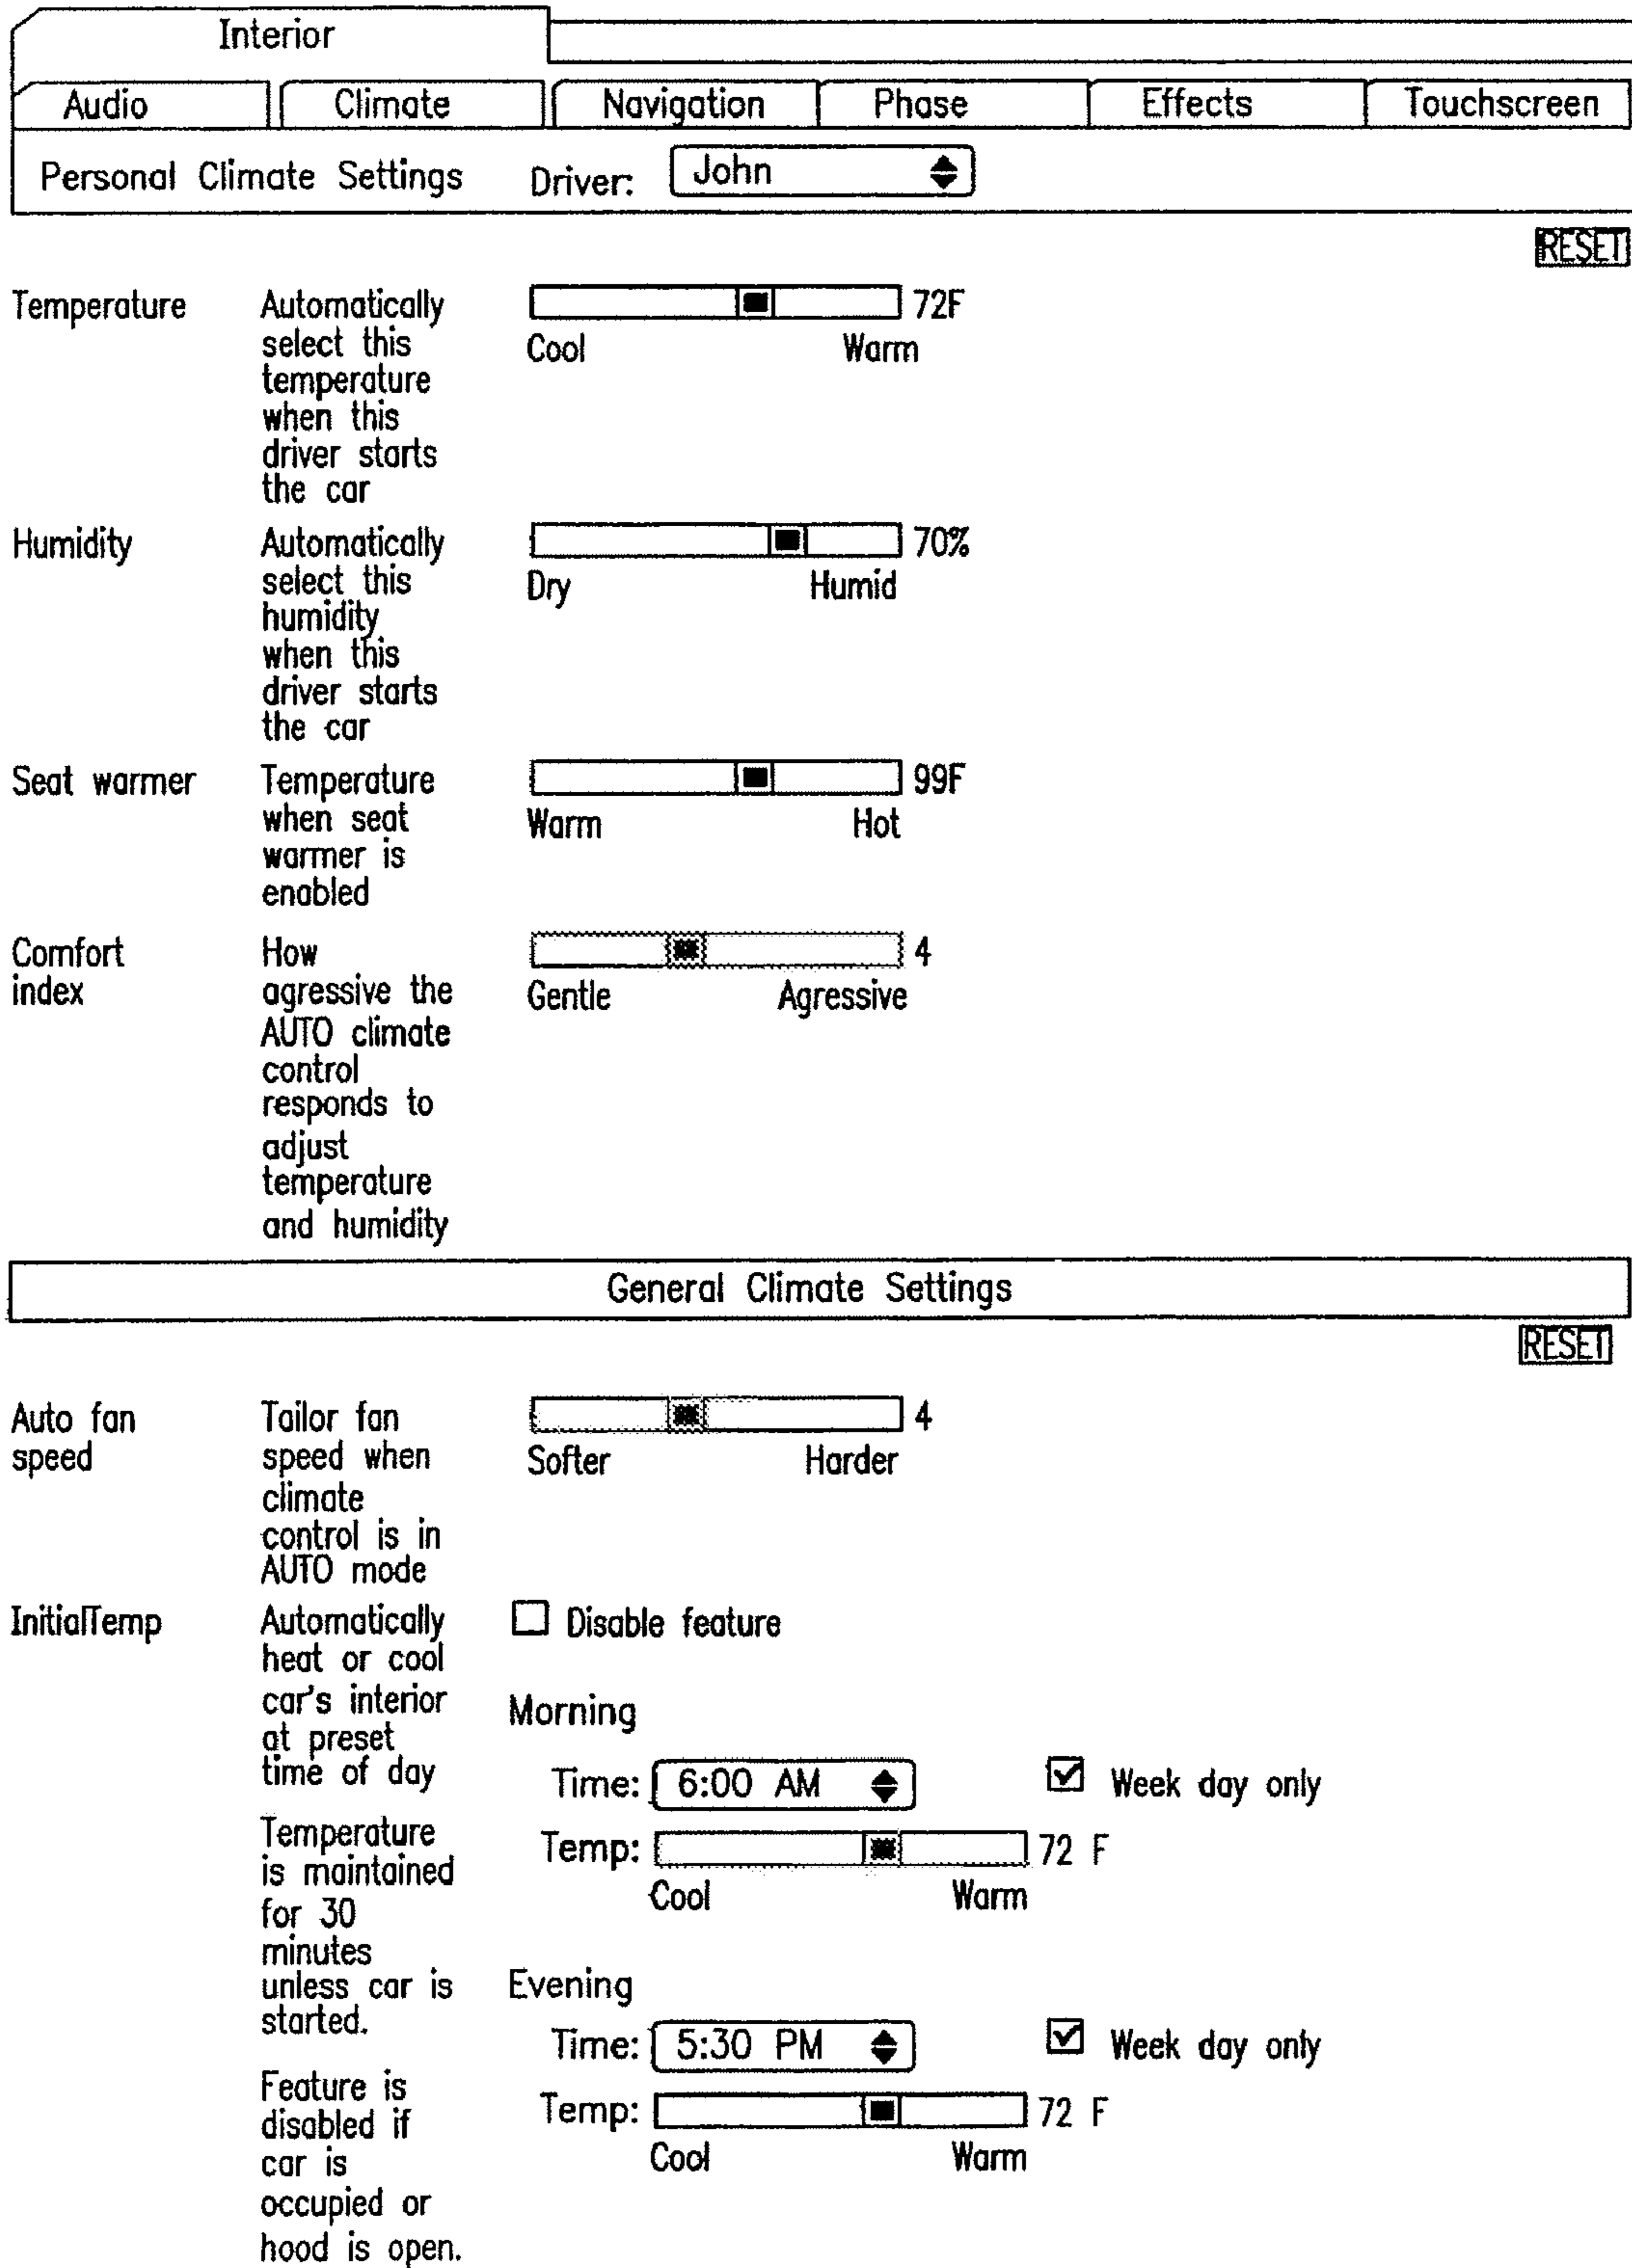 Interior
Audio Climate Navigation Phase Effects Touchscreen
Personal Climate Settings Driver: John
RESET
Temperature
Automatically
select this
temperature
when this
driver starts
the car
72F
Cool Warm
Humidity
Automatically
select this
humidity
when this
driver starts
the car
70%
Dry Humid
Seat warmer
Temperature
when seat
warmer is
enabled
99F
Warm Hot
Comfort
index
How
agressive the
AUTO climate
control
responds to
adjust
temperature
and humidity
4
Gentle Agressive
General Climate Settings
RESET
Auto fan
speed
Tailor fan
speed when
climate
control is in
AUTO mode
4
Softer Harder
InitialTemp
Automatically
heat or cool
car's interior
at preset
time of day
Temperature
is maintained
for 30
minutes
unless car is
started.
Feature is
disabled if
car is
occupied or
hood is open.
Disable feature
Morning
Time: 6:00 AM Week day only
Temp: 72 F
Cool Warm
Evening
Time: 5:30 PM Week day only
Temp: 72 F
Cool Warm